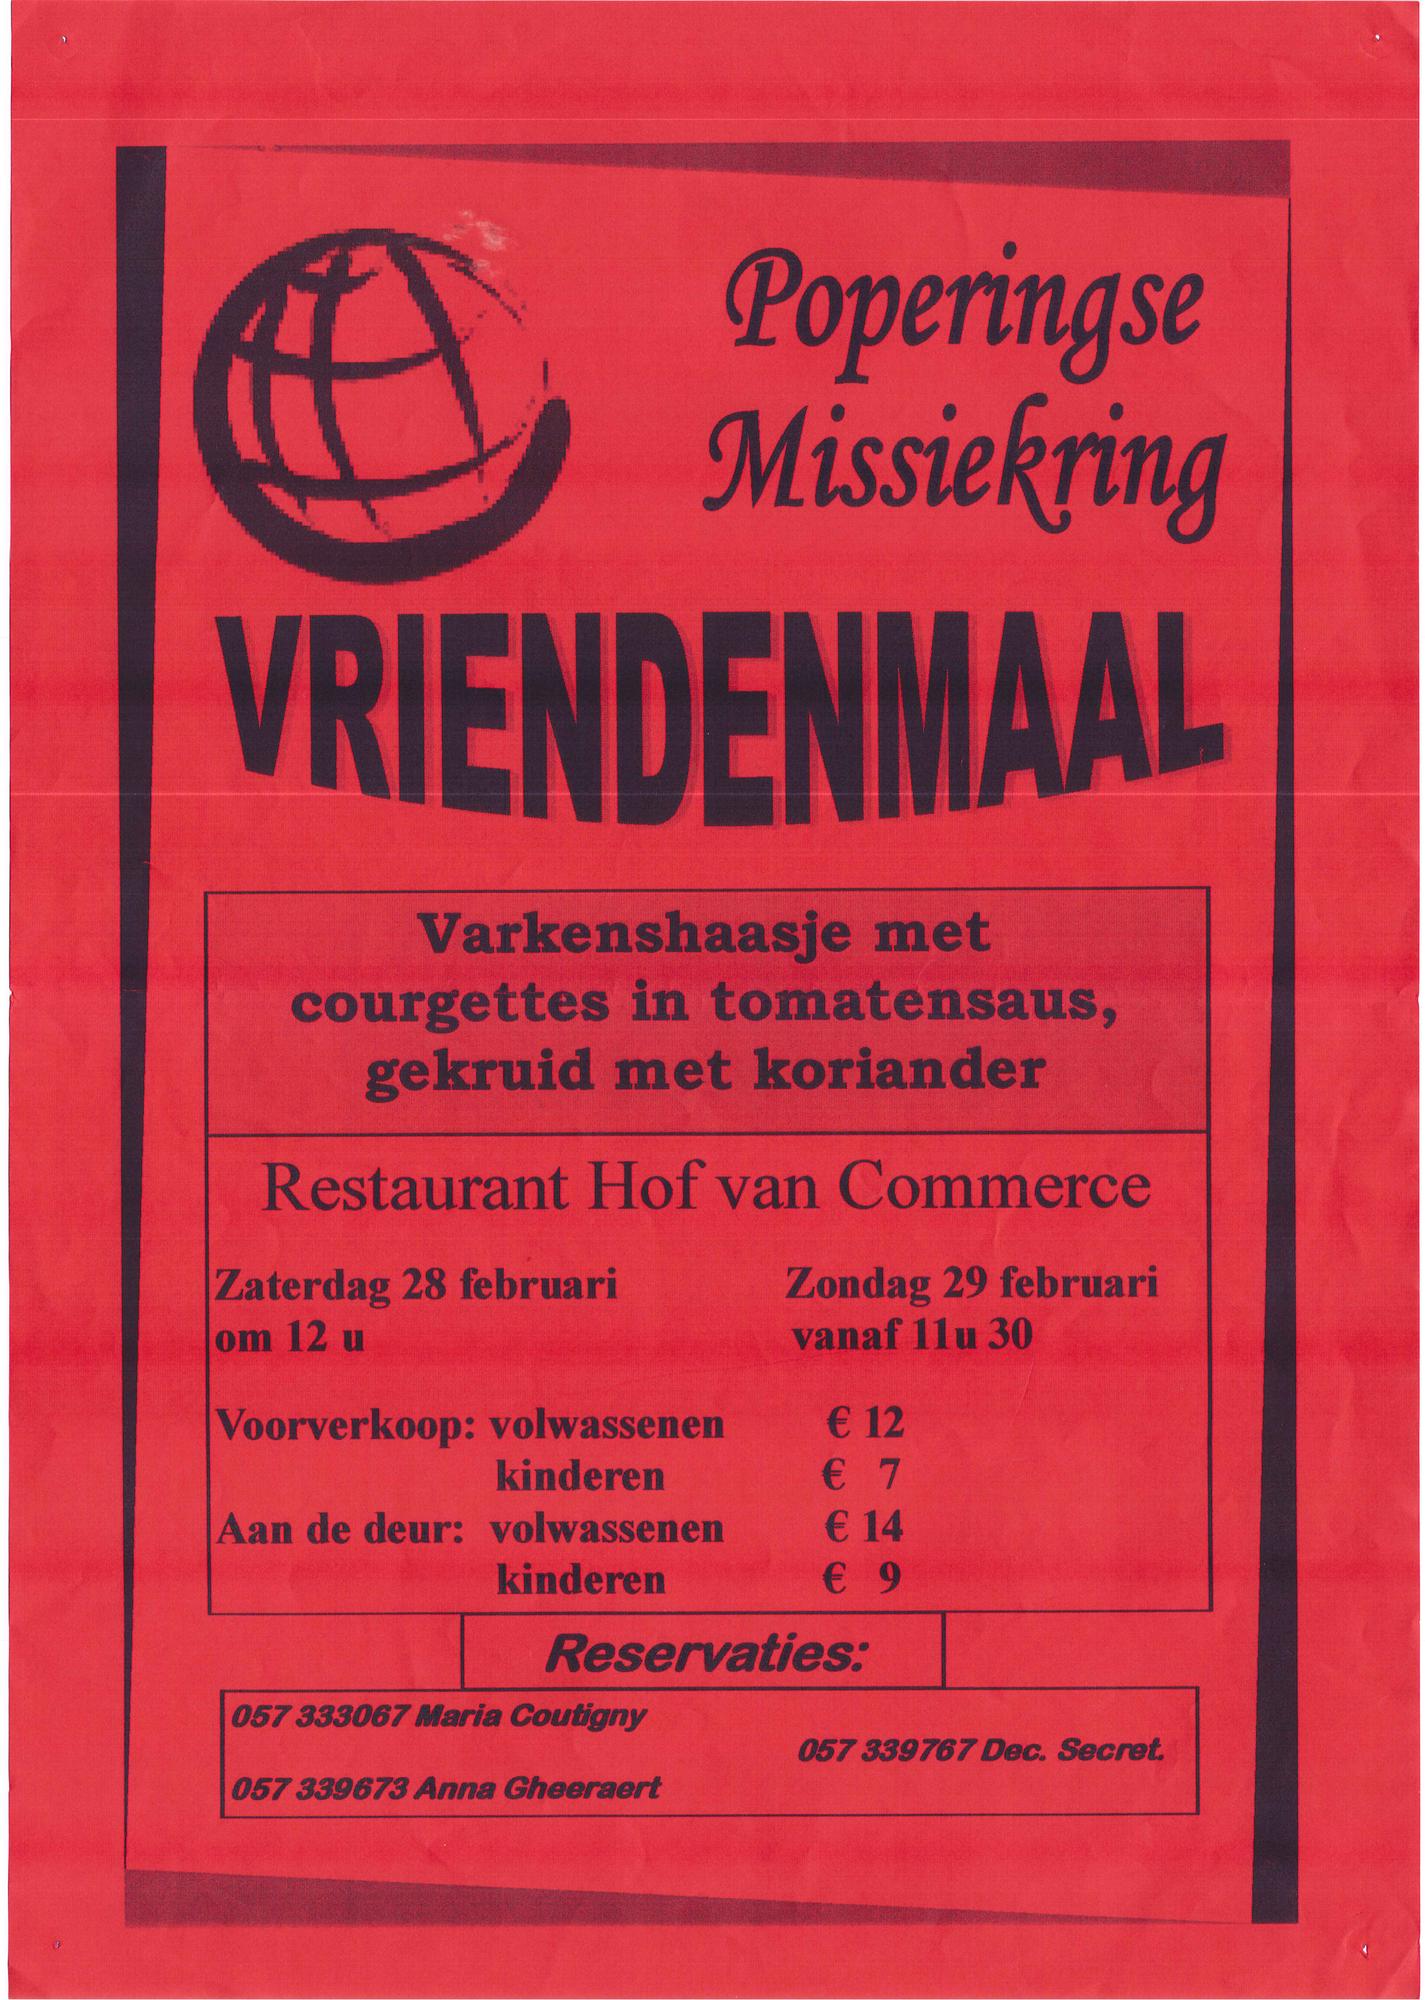 Poperingse
Missiekring
VRIENDENMAAL
Varkenshaasje met
courgettes in tomatensaus,
gekruid met koriander
Restaurant Hof van Commerce
Zaterdag 28 februari
om 12 u
Zondag 29 februari
vanaf 11u 30
Voorverkoop: volwassenen € 12
kinderen € 7
Aan de deur: volwassenen € 14
kinderen € 9
Reservaties:
057 333067 Maria Coutigny
057 339767 Dec. Secret.
057 339673 Anna Gheeraert